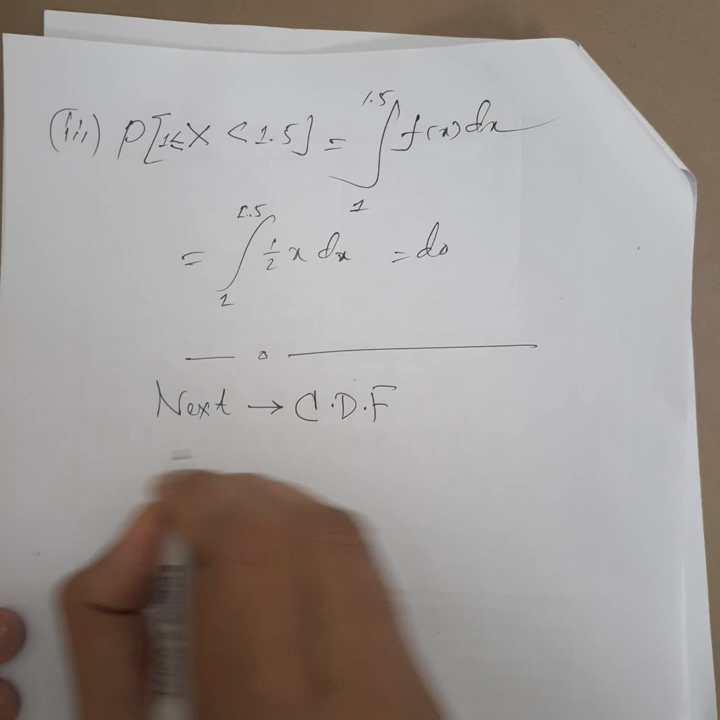 (iii) P[1≤X<1.5] = ∫₁^1.5 f(x) dx
= ∫₁^1.5 ½ x dx = do
Next → C.D.F